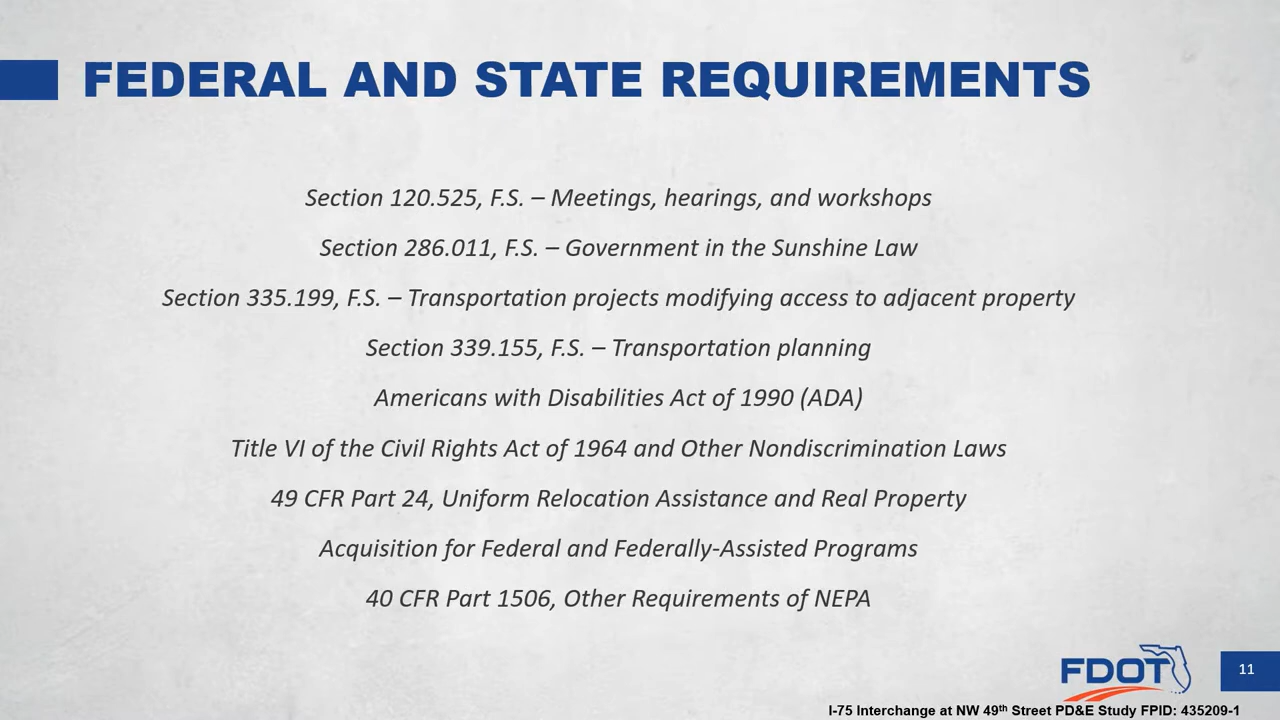 FEDERAL AND STATE REQUIREMENTS
Section 120.525, F.S. – Meetings, hearings, and workshops
Section 286.011, F.S. – Government in the Sunshine Law
Section 335.199, F.S. – Transportation projects modifying access to adjacent property
Section 339.155, F.S. – Transportation planning
Americans with Disabilities Act of 1990 (ADA)
Title VI of the Civil Rights Act of 1964 and Other Nondiscrimination Laws
49 CFR Part 24, Uniform Relocation Assistance and Real Property
Acquisition for Federal and Federally-Assisted Programs
40 CFR Part 1506, Other Requirements of NEPA
FDOT
11
I-75 Interchange at NW 49th Street PD&E Study FPID: 435209-1